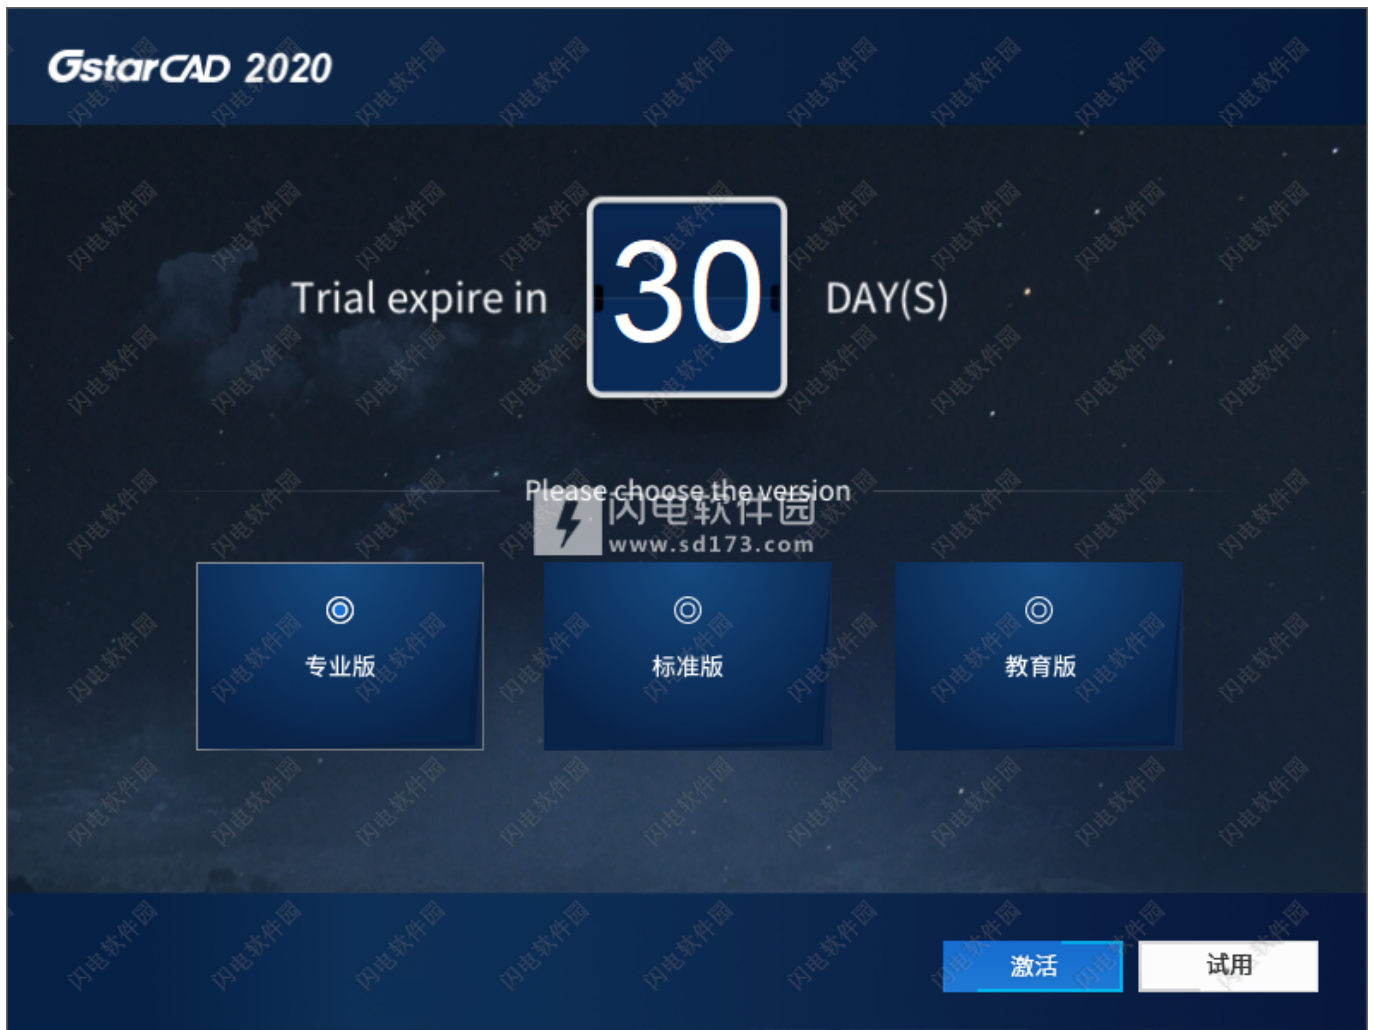 GstarCAD 2020
Trial expire in 30 DAY(S)
Please choose the version
闪电软件园
www.sd173.com
专业版 标准版 教育版
激活 试用